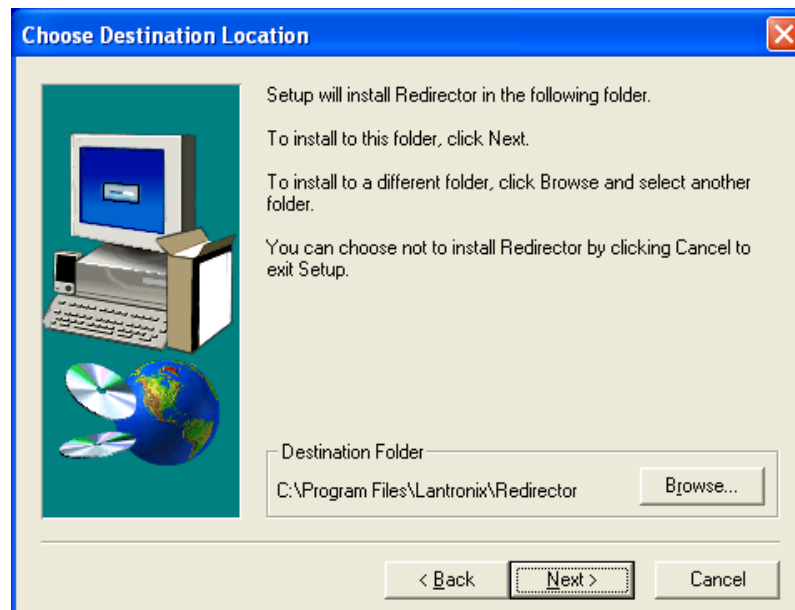 Choose Destination Location
Setup will install Redirector in the following folder.
To install to this folder, click Next.
To install to a different folder, click Browse and select another
folder.
You can choose not to install Redirector by clicking Cancel to
exit Setup.
Destination Folder
C:\Program Files\Lantronix\Redirector
Browse...
< Back
Next >
Cancel